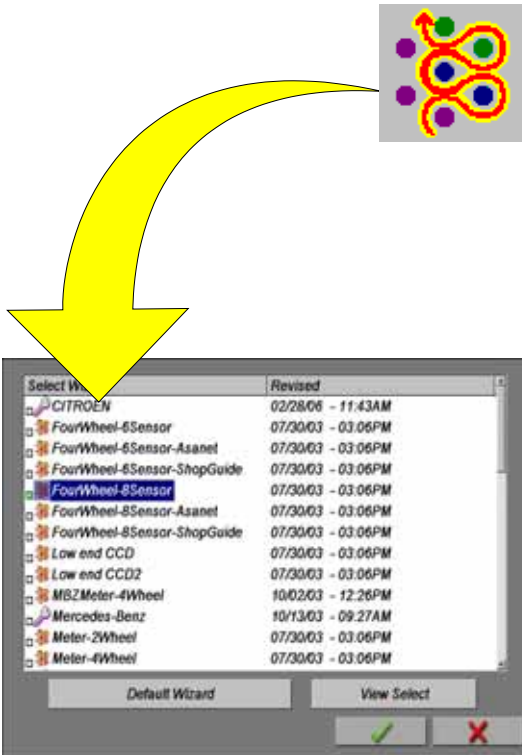 Select W Revised
CITROEN 02/28/06 - 11:43AM
FourWheel-6Sensor 07/30/03 - 03:06PM
FourWheel-6Sensor-Asanet 07/30/03 - 03:06PM
FourWheel-6Sensor-ShopGuide 07/30/03 - 03:06PM
FourWheel-8Sensor 07/30/03 - 03:06PM
FourWheel-8Sensor-Asanet 07/30/03 - 03:06PM
FourWheel-8Sensor-ShopGuide 07/30/03 - 03:06PM
Low end CCD 07/30/03 - 03:06PM
Low end CCD2 07/30/03 - 03:06PM
MBZMeter-4Wheel 10/02/03 - 12:26PM
Mercedes-Benz 10/13/03 - 09:27AM
Meter-2Wheel 07/30/03 - 03:06PM
Meter-4Wheel 07/30/03 - 03:06PM
Default Wizard View Select